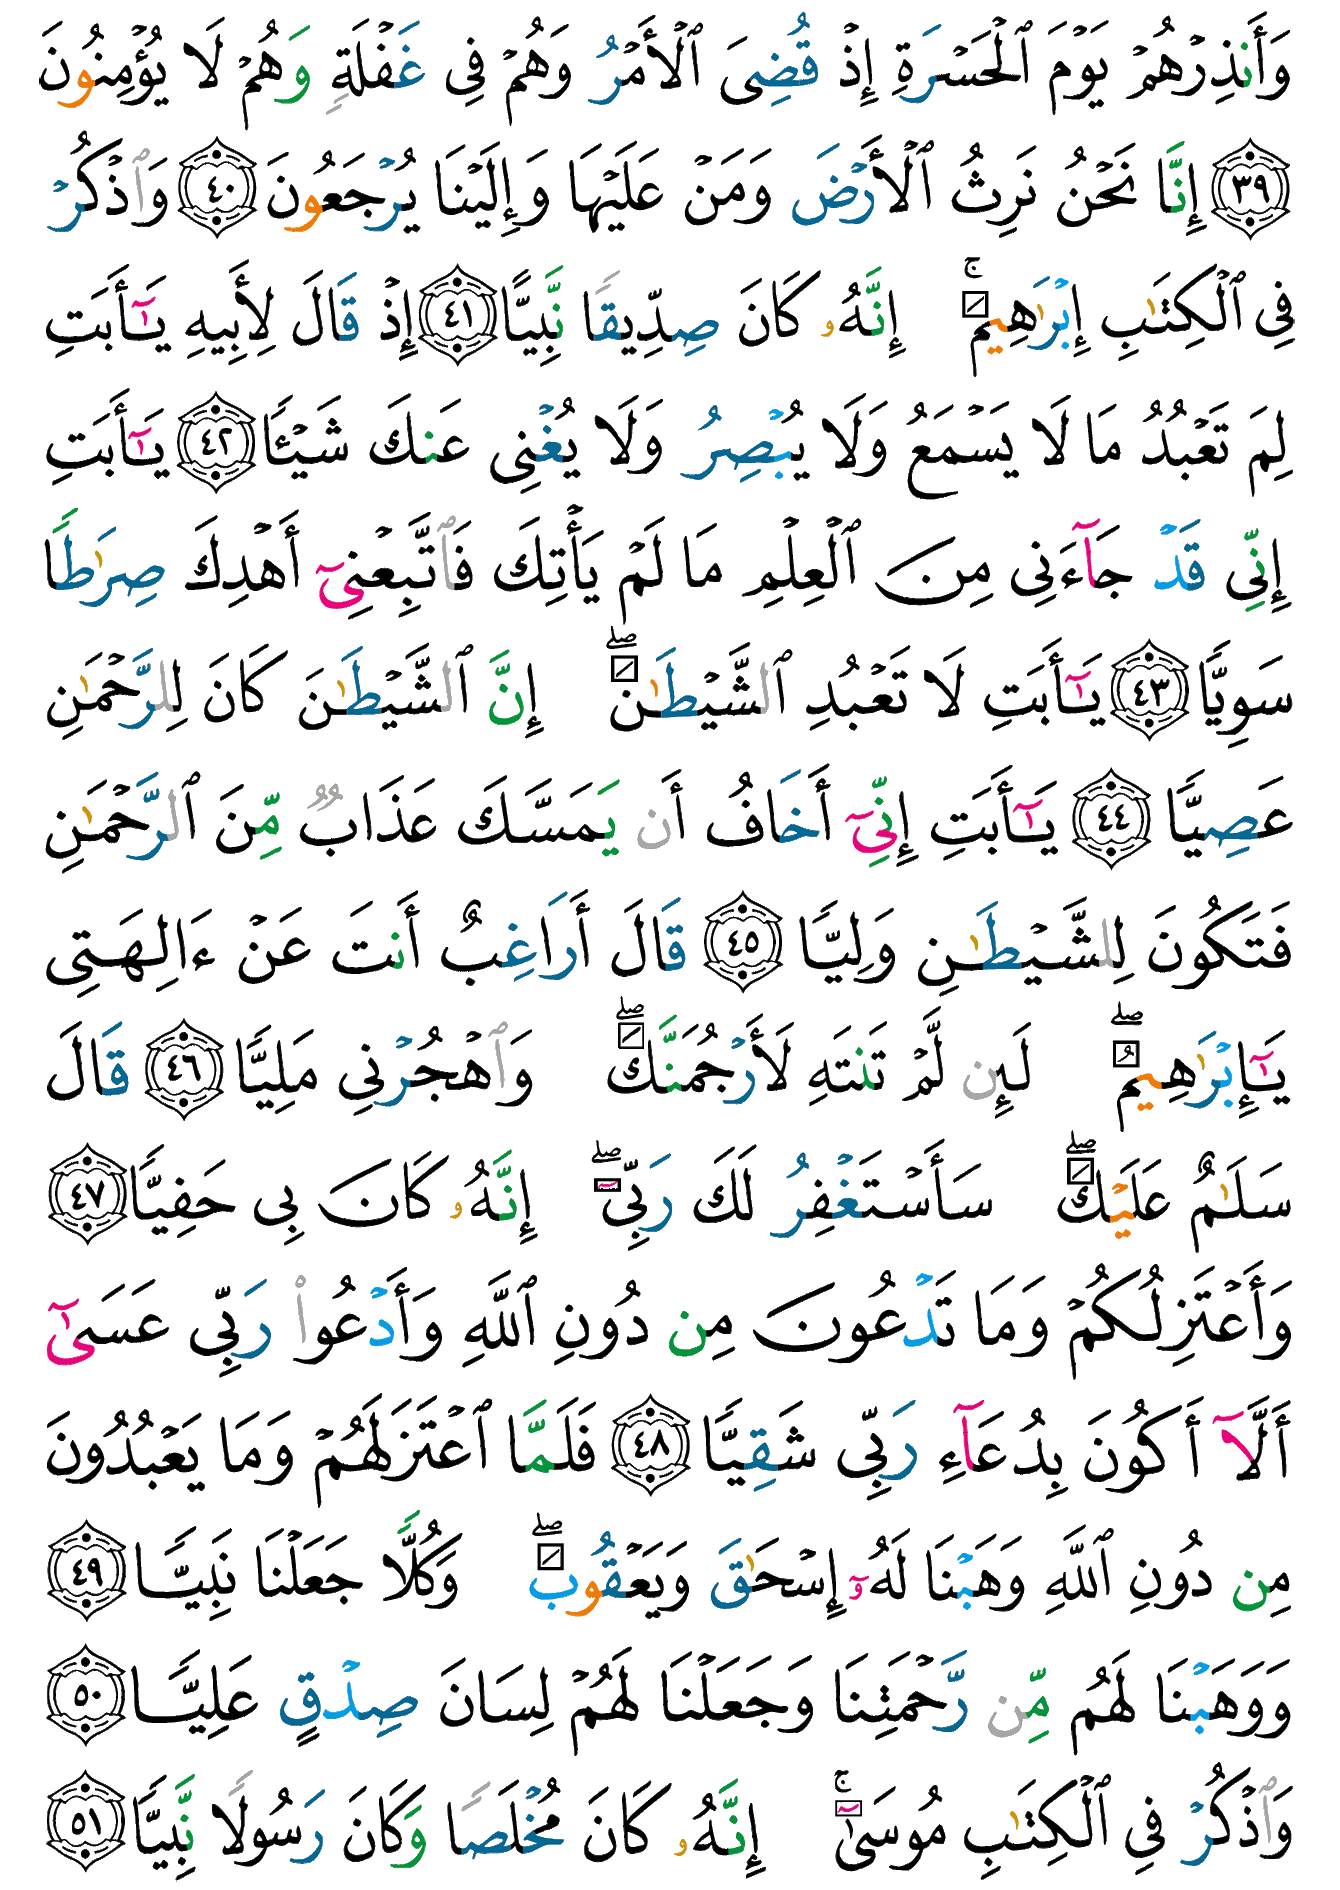 وَأَنذِرْهُمْ يَوْمَ ٱلْحَسْرَةِ إِذْ قُضِىَ ٱلْأَمْرُ وَهُمْ فِى غَفْلَةٍ وَهُمْ لَا يُؤْمِنُونَ
٣٩ إِنَّا نَحْنُ نَرِثُ ٱلْأَرْضَ وَمَنْ عَلَيْهَا وَإِلَيْنَا يُرْجَعُونَ ٤٠ وَٱذْكُرْ
فِى ٱلْكِتَـٰبِ إِبْرَٰهِيمَ ۚ إِنَّهُۥ كَانَ صِدِّيقًا نَّبِيًّا ٤١ إِذْ قَالَ لِأَبِيهِ يَـٰٓأَبَتِ
لِمَ تَعْبُدُ مَا لَا يَسْمَعُ وَلَا يُبْصِرُ وَلَا يُغْنِى عَنكَ شَيْـًٔا ٤٢ يَـٰٓأَبَتِ
إِنِّى قَدْ جَآءَنِى مِنَ ٱلْعِلْمِ مَا لَمْ يَأْتِكَ فَٱتَّبِعْنِىٓ أَهْدِكَ صِرَٰطًا
سَوِيًّا ٤٣ يَـٰٓأَبَتِ لَا تَعْبُدِ ٱلشَّيْطَـٰنَ ۖ إِنَّ ٱلشَّيْطَـٰنَ كَانَ لِلرَّحْمَـٰنِ
عَصِيًّا ٤٤ يَـٰٓأَبَتِ إِنِّىٓ أَخَافُ أَن يَمَسَّكَ عَذَابٌ مِّنَ ٱلرَّحْمَـٰنِ
فَتَكُونَ لِلشَّيْطَـٰنِ وَلِيًّا ٤٥ قَالَ أَرَاغِبٌ أَنتَ عَنْ ءَالِهَتِى
يَـٰٓإِبْرَٰهِيمُ ۖ لَئِن لَّمْ تَنتَهِ لَأَرْجُمَنَّكَ ۖ وَٱهْجُرْنِى مَلِيًّا ٤٦ قَالَ
سَلَـٰمٌ عَلَيْكَ ۖ سَأَسْتَغْفِرُ لَكَ رَبِّىٓ ۖ إِنَّهُۥ كَانَ بِى حَفِيًّا ٤٧
وَأَعْتَزِلُكُمْ وَمَا تَدْعُونَ مِن دُونِ ٱللَّهِ وَأَدْعُوا۟ رَبِّى عَسَىٰٓ
أَلَّآ أَكُونَ بِدُعَآءِ رَبِّى شَقِيًّا ٤٨ فَلَمَّا ٱعْتَزَلَهُمْ وَمَا يَعْبُدُونَ
مِن دُونِ ٱللَّهِ وَهَبْنَا لَهُۥٓ إِسْحَـٰقَ وَيَعْقُوبَ ۖ وَكُلًّا جَعَلْنَا نَبِيًّا ٤٩
وَوَهَبْنَا لَهُم مِّن رَّحْمَتِنَا وَجَعَلْنَا لَهُمْ لِسَانَ صِدْقٍ عَلِيًّا ٥٠
وَٱذْكُرْ فِى ٱلْكِتَـٰبِ مُوسَىٰٓ ۚ إِنَّهُۥ كَانَ مُخْلَصًا وَكَانَ رَسُولًا نَّبِيًّا ٥١